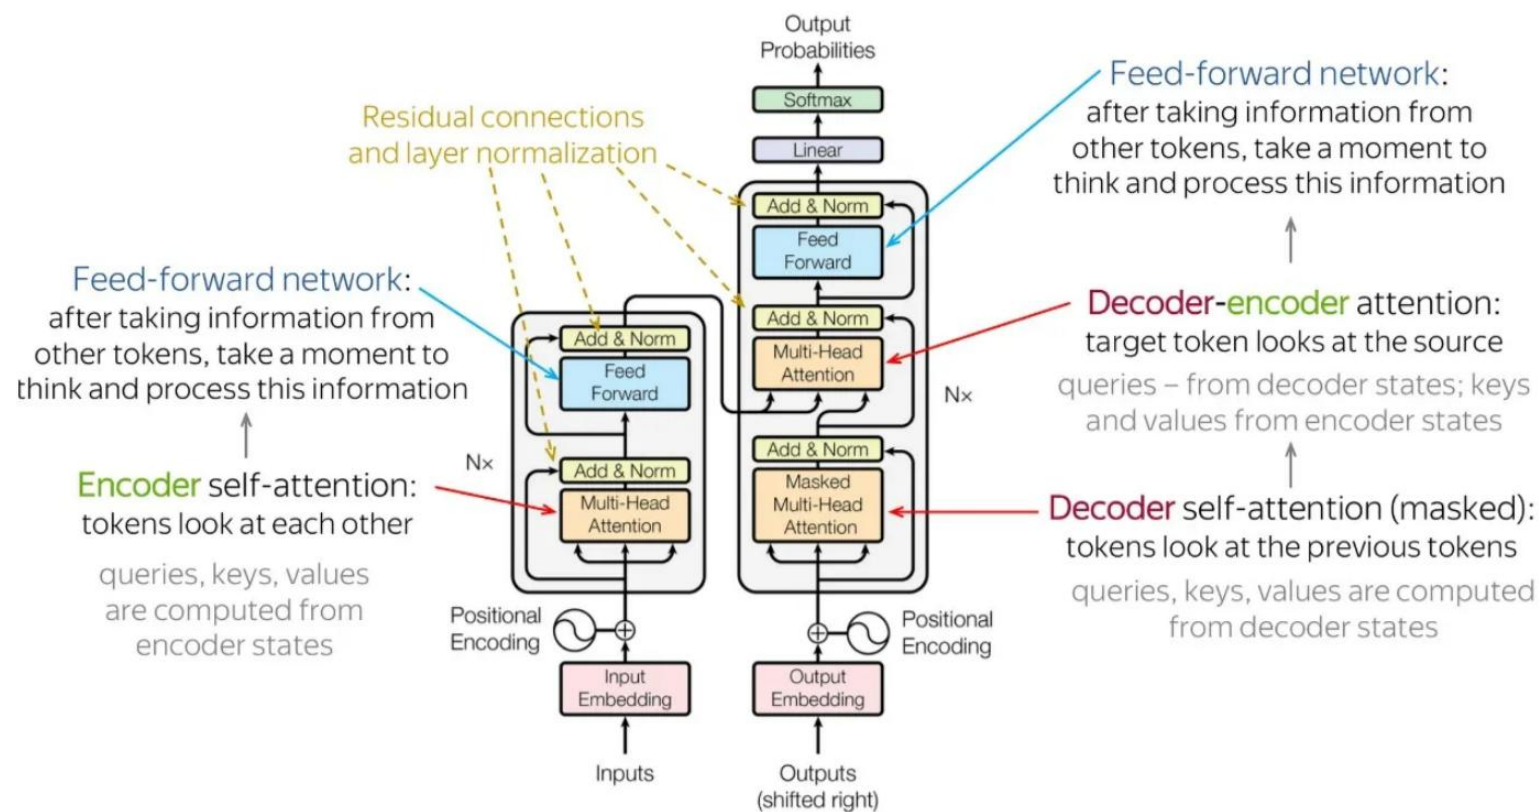 Output
Probabilities
Softmax
Linear
Add & Norm
Feed
Forward
Add & Norm
Multi-Head
Attention
Add & Norm
Masked
Multi-Head
Attention
Nx
Positional
Encoding
Output
Embedding
Outputs
(shifted right)
Residual connections
and layer normalization
Feed-forward network:
after taking information from
other tokens, take a moment to
think and process this information
Encoder self-attention:
tokens look at each other
queries, keys, values
are computed from
encoder states
Add & Norm
Feed
Forward
Nx
Add & Norm
Multi-Head
Attention
Positional
Encoding
Input
Embedding
Inputs
Feed-forward network:
after taking information from
other tokens, take a moment to
think and process this information
Decoder-encoder attention:
target token looks at the source
queries – from decoder states; keys
and values from encoder states
Decoder self-attention (masked):
tokens look at the previous tokens
queries, keys, values are computed
from decoder states